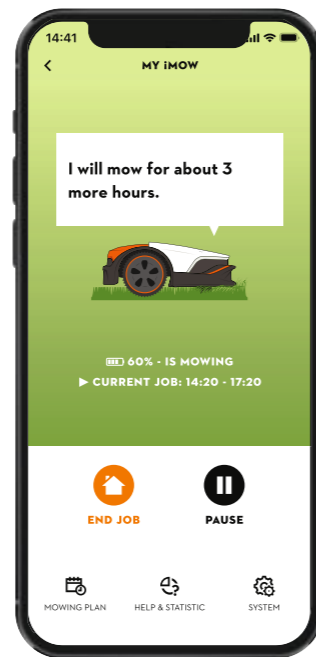 14:41
MY iMOW
I will mow for about 3
more hours.
60% - IS MOWING
CURRENT JOB: 14:20 - 17:20
END JOB
PAUSE
MOWING PLAN
HELP & STATISTIC
SYSTEM